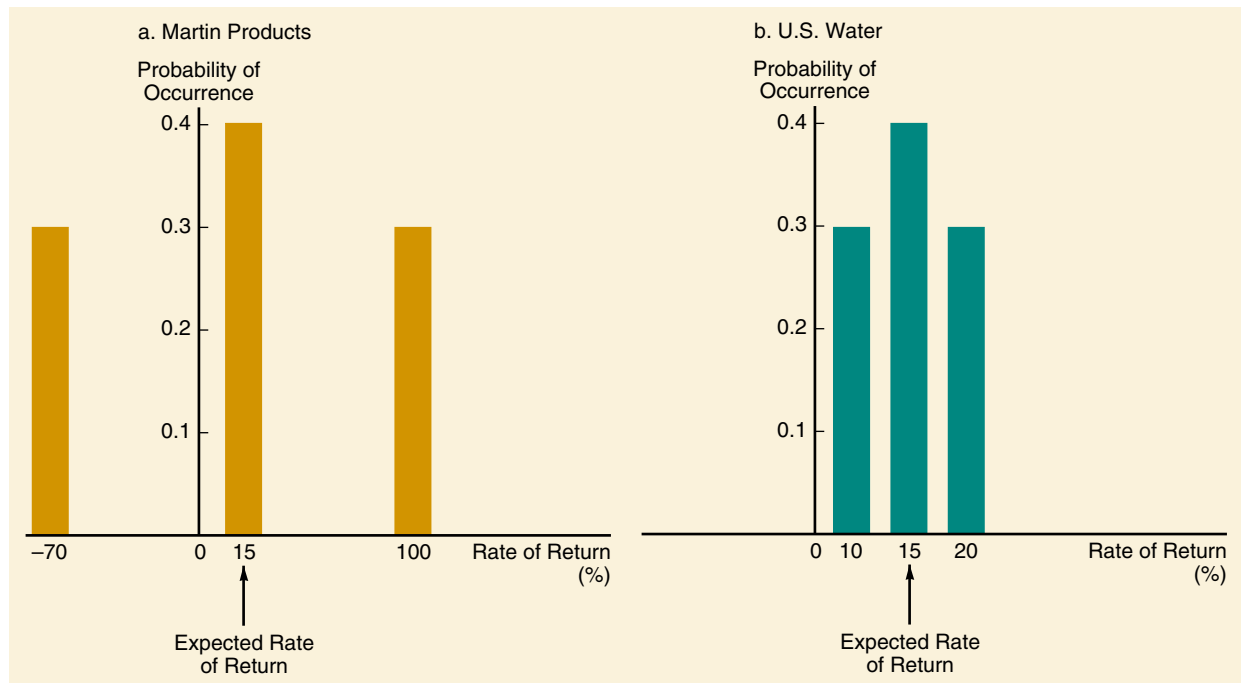 a. Martin Products
Probability of
Occurrence
0.4
0.3
0.2
0.1
–70 0 15 100 Rate of Return
(%)
Expected Rate
of Return
b. U.S. Water
Probability of
Occurrence
0.4
0.3
0.2
0.1
0 10 15 20 Rate of Return
(%)
Expected Rate
of Return